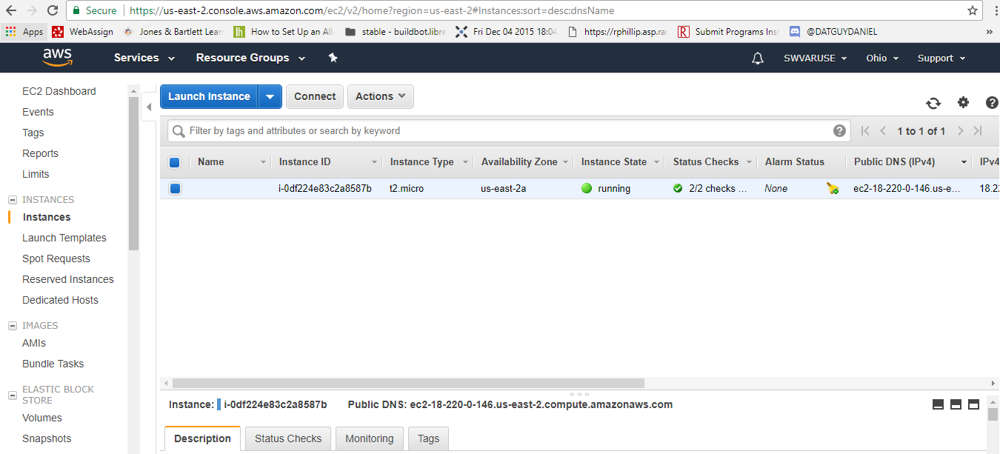 Secure https://us-east-2.console.aws.amazon.com/ec2/v2/home?region=us-east-2#Instances:sort=desc:dnsName
Apps WebAssign Jones & Bartlett Lear How to Set Up an All- stable - buildbot.libre Fri Dec 04 2015 18:04 https://rphillip.asp.ra Submit Programs Inst @DATGUYDANIEL »
aws Services Resource Groups SWVARUSE Ohio Support
EC2 Dashboard
Events
Tags
Reports
Limits
INSTANCES
Instances
Launch Templates
Spot Requests
Reserved Instances
Dedicated Hosts
IMAGES
AMIs
Bundle Tasks
ELASTIC BLOCK
STORE
Volumes
Snapshots
Launch Instance Connect Actions
Filter by tags and attributes or search by keyword 1 to 1 of 1
Name Instance ID Instance Type Availability Zone Instance State Status Checks Alarm Status Public DNS (IPv4) IPv4
i-0df224e83c2a8587b t2.micro us-east-2a running 2/2 checks ... None ec2-18-220-0-146.us-e... 18.22
Instance: i-0df224e83c2a8587b Public DNS: ec2-18-220-0-146.us-east-2.compute.amazonaws.com
Description Status Checks Monitoring Tags